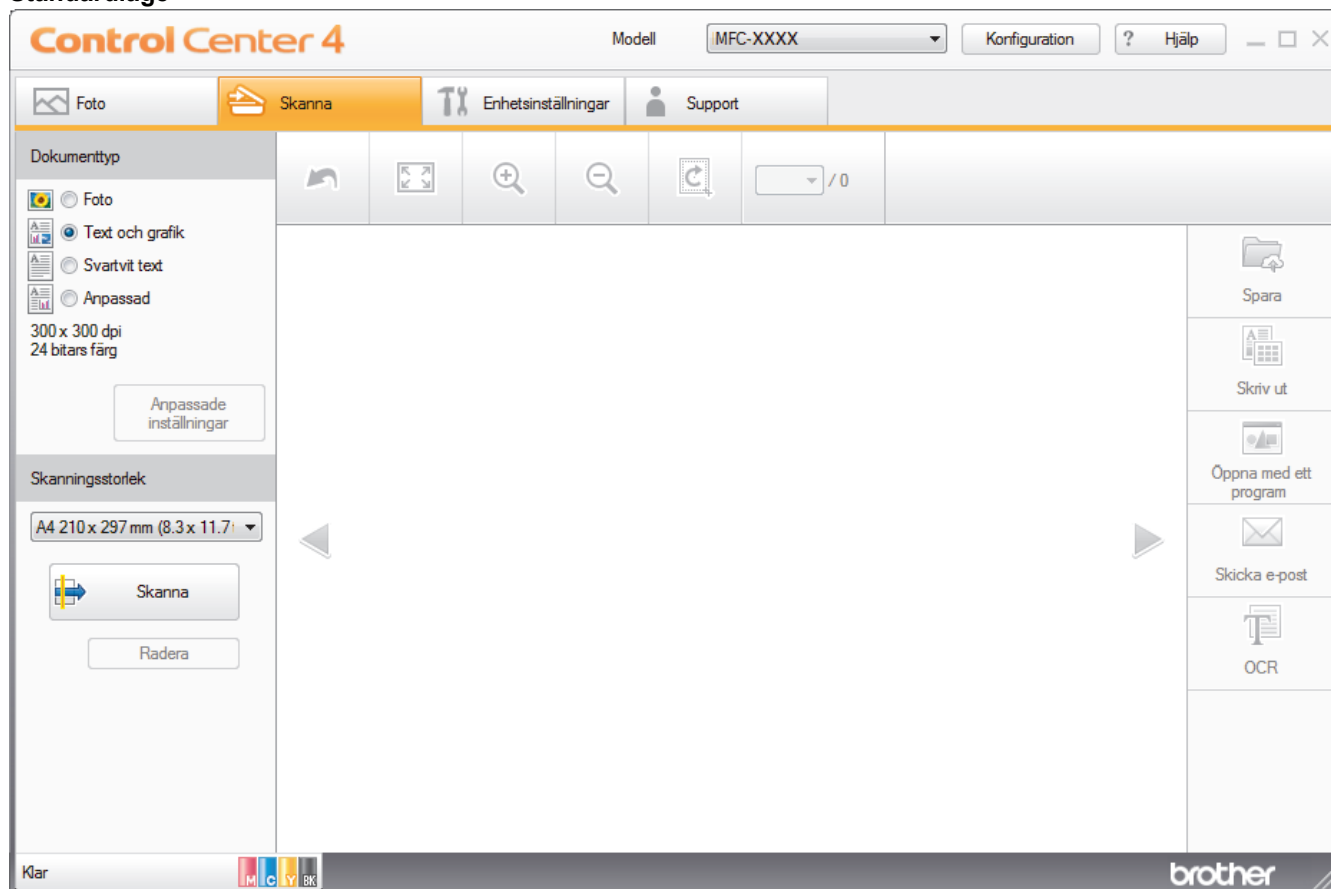 Control Center 4
Modell
MFC-XXXX
Konfiguration
? Hjälp
Foto
Skanna
Enhetsinställningar
Support
Dokumenttyp
Foto
Text och grafik
Svartvit text
Anpassad
300 x 300 dpi
24 bitars färg
Anpassade
inställningar
Skanningsstorlek
A4 210 x 297 mm (8.3 x 11.7
Skanna
Radera
/ 0
Spara
Skriv ut
Öppna med ett
program
Skicka e-post
OCR
Klar
M C Y BK
brother